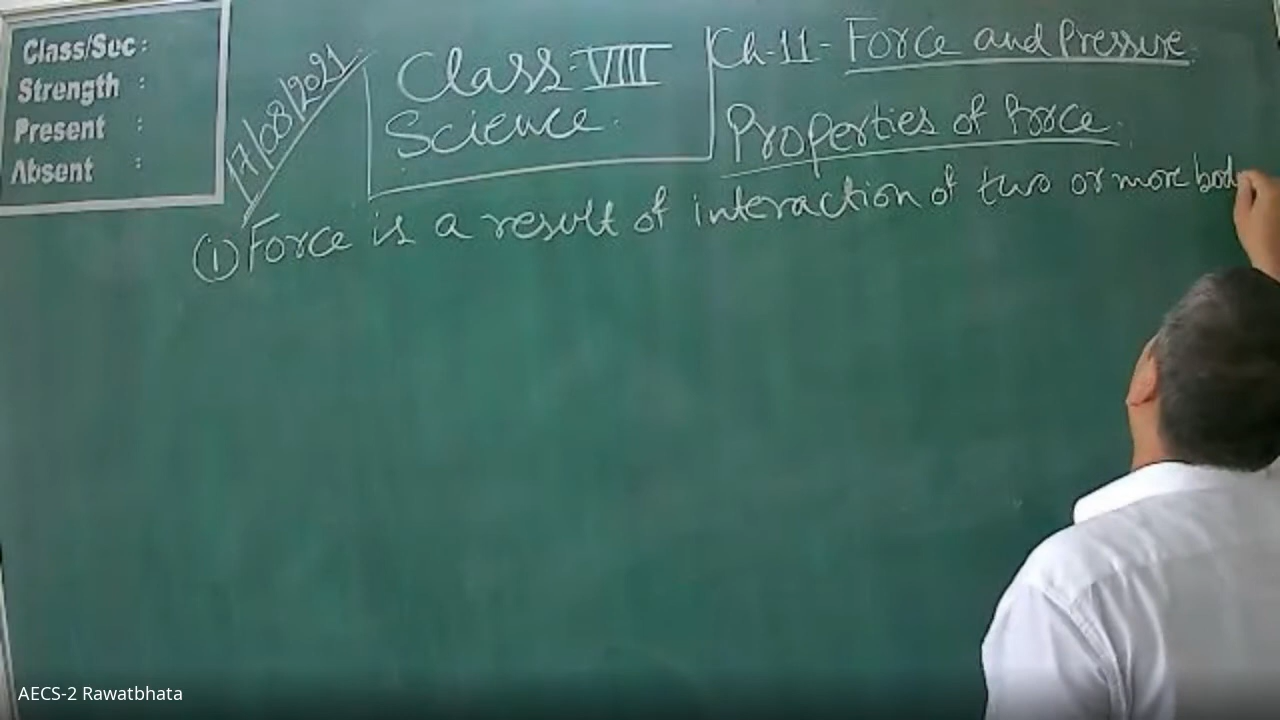 Class/Sec :
Strength :
Present :
Absent :
17/08/2021
Class-VIII
Science.
Ch-11- Force and Pressure
Properties of Force.
(1) Force is a result of interaction of two or more body
AECS-2 Rawatbhata